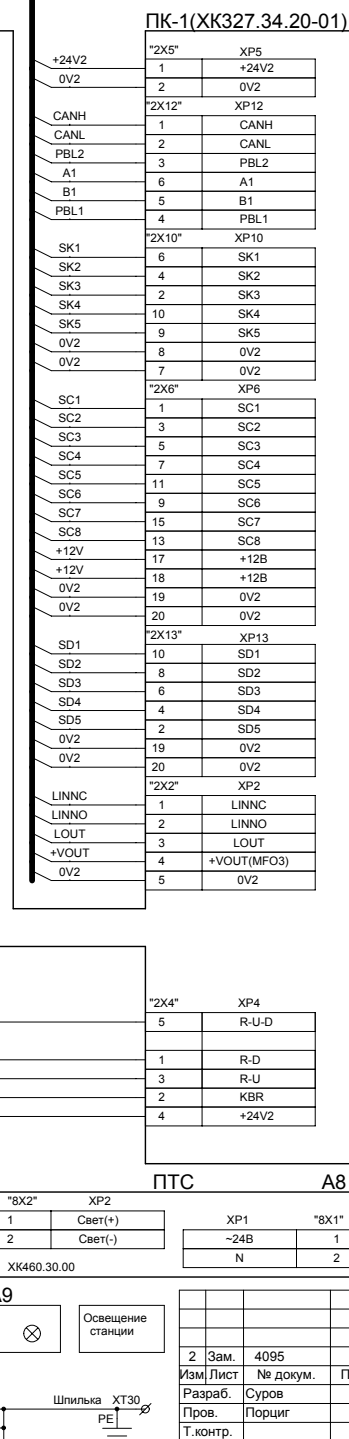 ПК-1(ХК327.34.20-01)
"2X5" XP5
+24V2 1 +24V2
0V2 2 0V2
"2X12" XP12
CANH 1 CANH
CANL 2 CANL
PBL2 3 PBL2
A1 6 A1
B1 5 B1
PBL1 4 PBL1
"2X10" XP10
SK1 6 SK1
SK2 4 SK2
SK3 2 SK3
SK4 10 SK4
SK5 9 SK5
0V2 8 0V2
0V2 7 0V2
"2X6" XP6
SC1 1 SC1
SC2 3 SC2
SC3 5 SC3
SC4 7 SC4
SC5 11 SC5
SC6 9 SC6
SC7 15 SC7
SC8 13 SC8
+12V 17 +12B
+12V 18 +12B
0V2 19 0V2
0V2 20 0V2
"2X13" XP13
SD1 10 SD1
SD2 8 SD2
SD3 6 SD3
SD4 4 SD4
SD5 2 SD5
0V2 19 0V2
0V2 20 0V2
"2X2" XP2
LINNC 1 LINNC
LINNO 2 LINNO
LOUT 3 LOUT
+VOUT 4 +VOUT(MFO3)
0V2 5 0V2
"2X4" XP4
5 R-U-D
1 R-D
3 R-U
2 KBR
4 +24V2
ПТС A8
"8X2" XP2
1 Свет(+)
2 Свет(-)
XP1 "8X1"
~24В 1
N 2
ХК460.30.00
A9
Освещение
станции
2 Зам. 4095
Изм. Лист № докум. П
Разраб. Суров
Пров. Порциг
Т.контр.
Шпилька XT30
PE